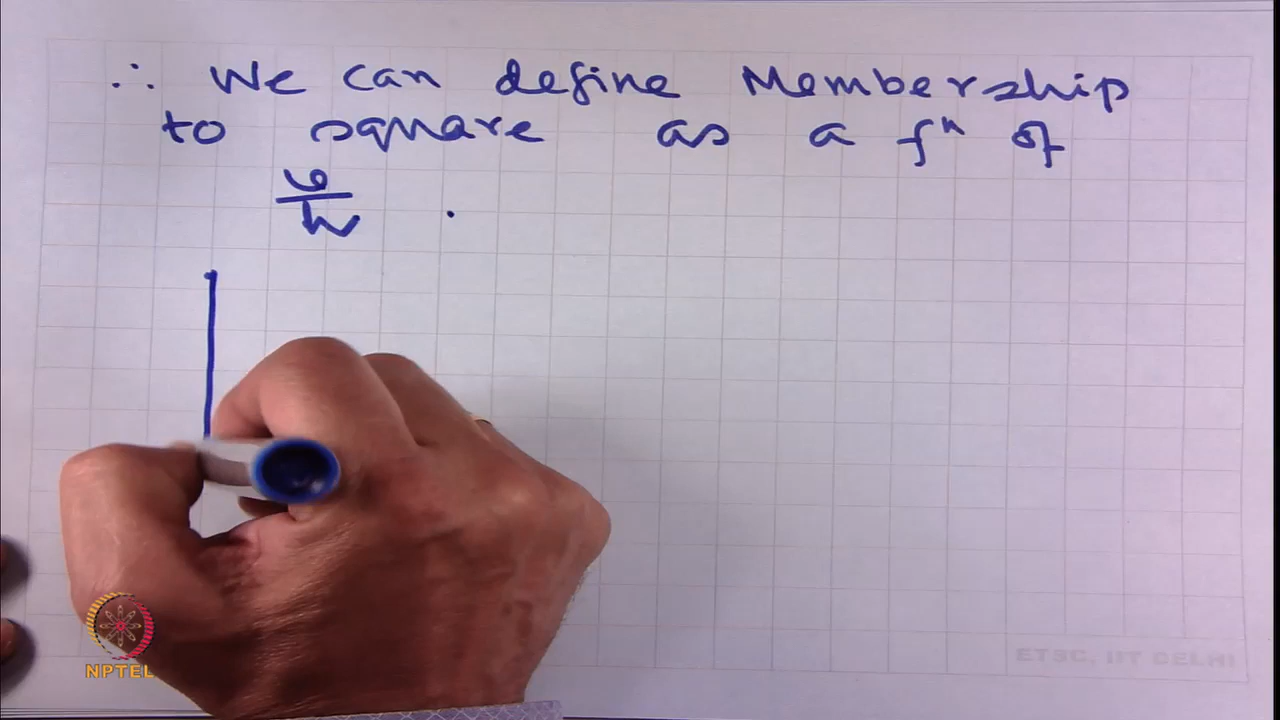 ∴ We can define Membership
to square as a fⁿ of
h .
NPTEL
ETSC, IIT DELHI